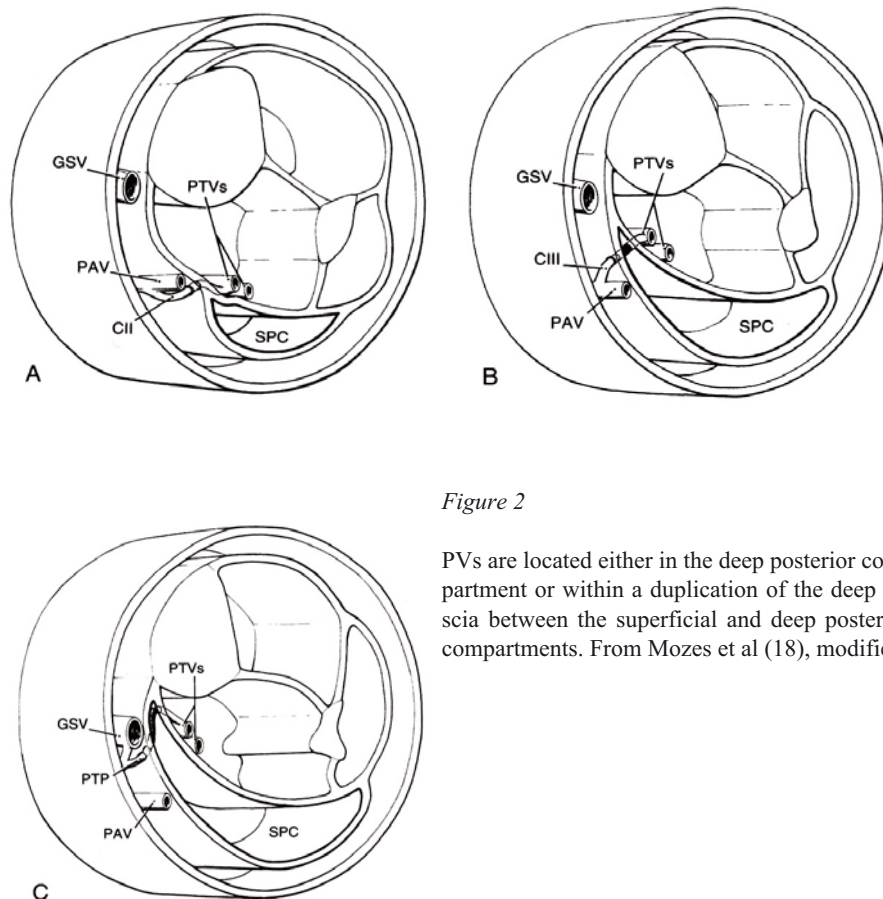 GSV
PTVs
PAV
CII
SPC
A
PTVs
GSV
CIII
PAV
SPC
B
Figure 2
PVs are located either in the deep posterior co
partment or within a duplication of the deep
scia between the superficial and deep poster
compartments. From Mozes et al (18), modific
PTVs
GSV
PTP
PAV
SPC
C